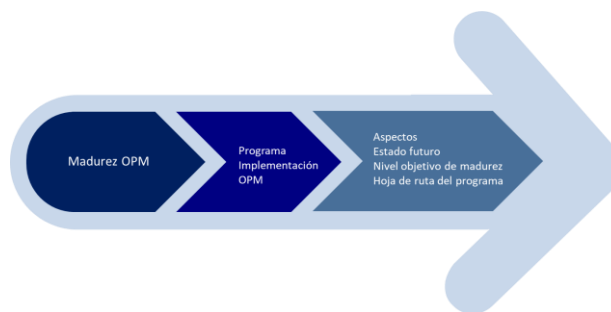 Madurez OPM
Programa
Implementación
OPM
Aspectos
Estado futuro
Nivel objetivo de madurez
Hoja de ruta del programa